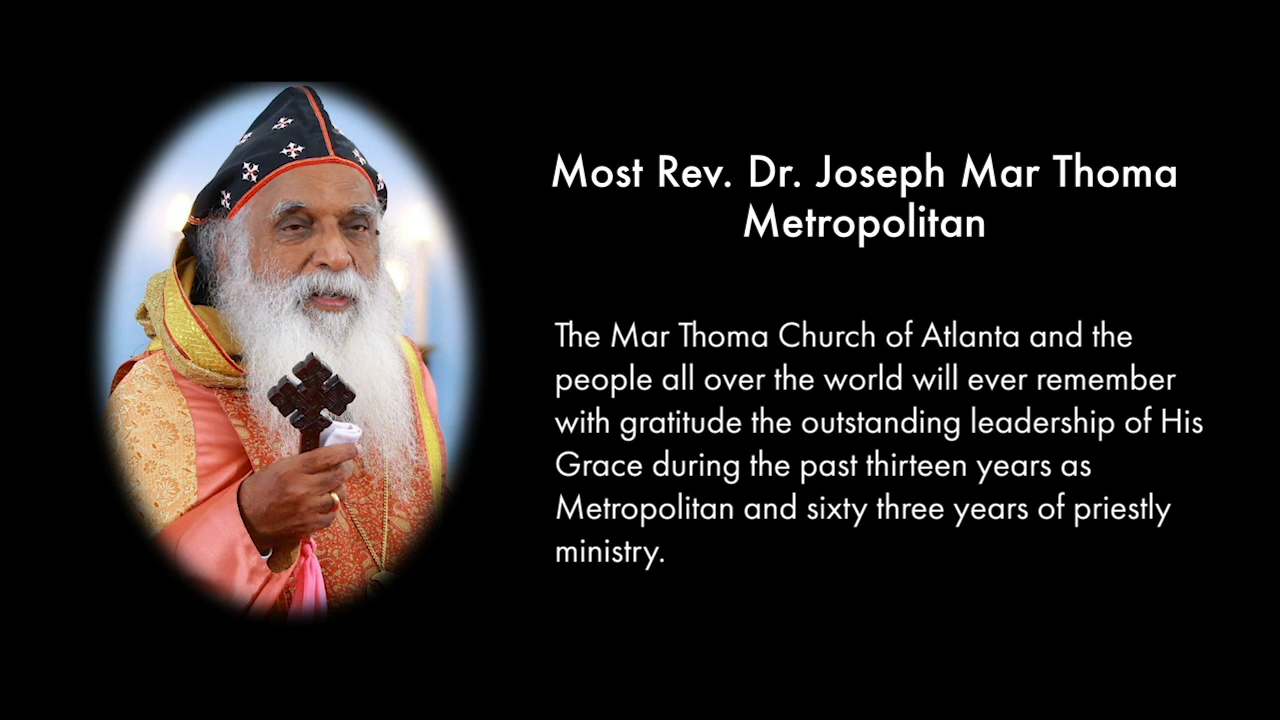 Most Rev. Dr. Joseph Mar Thoma
Metropolitan
The Mar Thoma Church of Atlanta and the
people all over the world will ever remember
with gratitude the outstanding leadership of His
Grace during the past thirteen years as
Metropolitan and sixty three years of priestly
ministry.